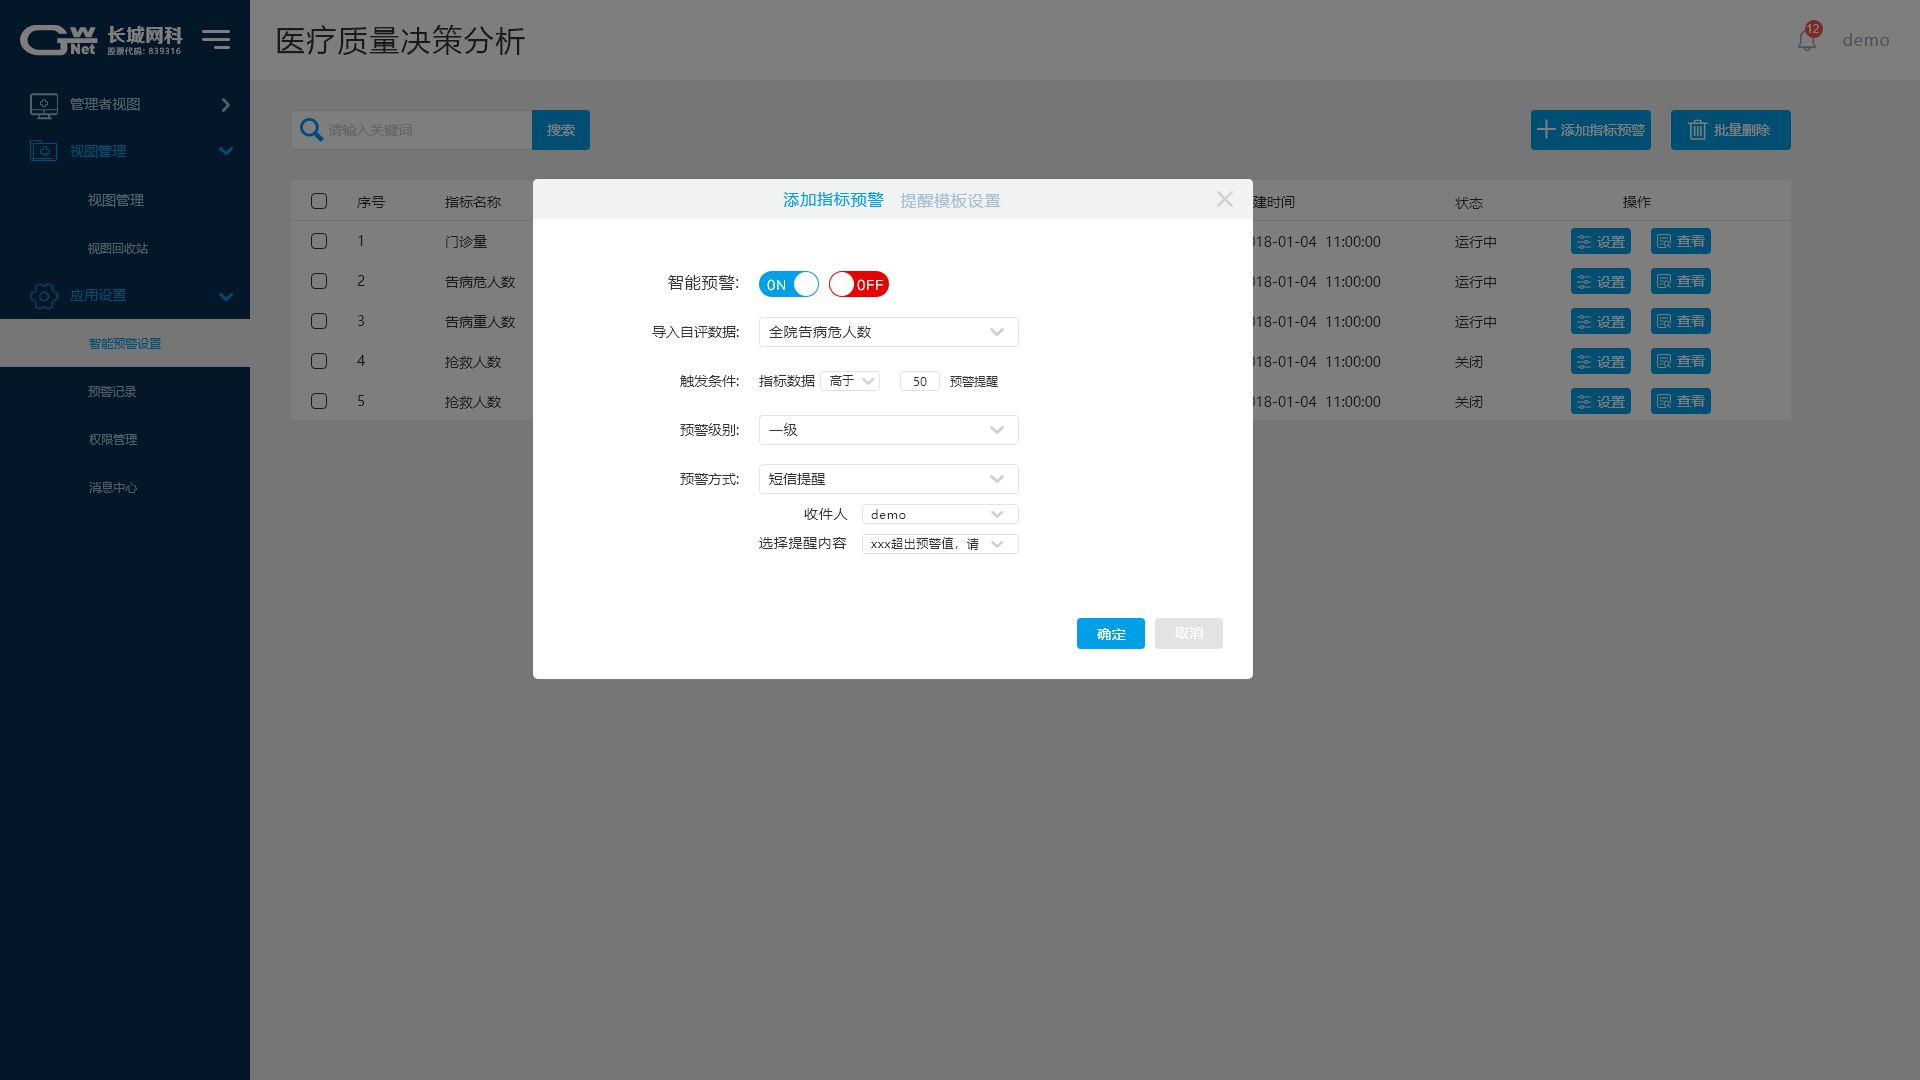 GW Net 长城网科
股票代码: 839316
医疗质量决策分析
12
demo
管理者视图
视图管理
视图管理
视图回收站
应用设置
智能预警设置
预警记录
权限管理
消息中心
请输入关键词 搜索
添加指标预警 批量删除
序号 指标名称 建时间 状态 操作
1 门诊量 018-01-04 11:00:00 运行中 设置 查看
2 告病危人数 018-01-04 11:00:00 运行中 设置 查看
3 告病重人数 018-01-04 11:00:00 运行中 设置 查看
4 抢救人数 018-01-04 11:00:00 关闭 设置 查看
5 抢救人数 018-01-04 11:00:00 关闭 设置 查看
添加指标预警 提醒模板设置
智能预警: ON OFF
导入自评数据: 全院告病危人数
触发条件: 指标数据 高于 50 预警提醒
预警级别: 一级
预警方式: 短信提醒
收件人 demo
选择提醒内容 xxx超出预警值，请
确定 取消